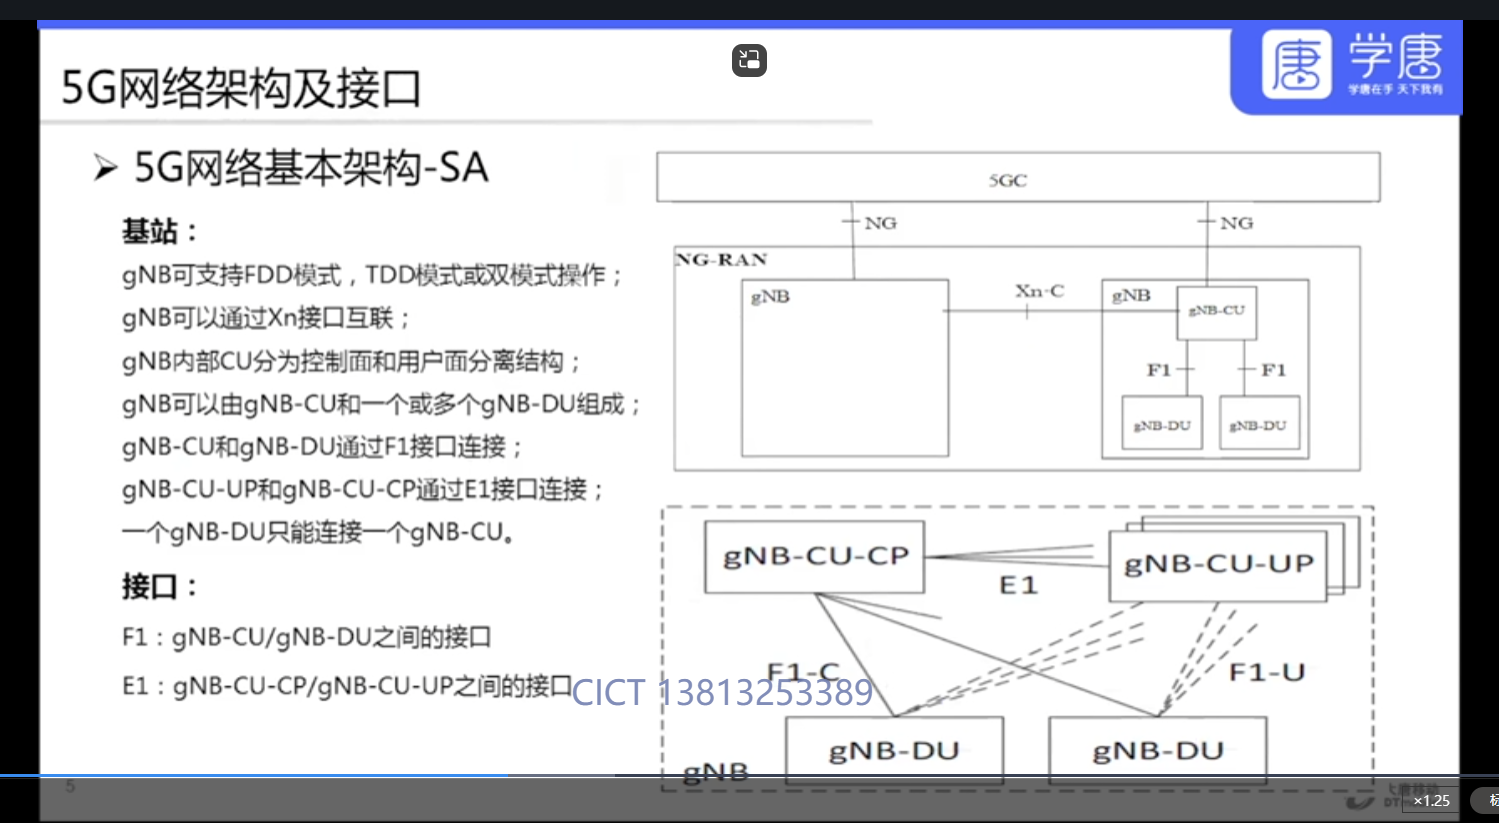 5G网络架构及接口
唐 学唐
学唐在手 天下我有
5G网络基本架构-SA
基站：
gNB可支持FDD模式，TDD模式或双模式操作；
gNB可以通过Xn接口互联；
gNB内部CU分为控制面和用户面分离结构；
gNB可以由gNB-CU和一个或多个gNB-DU组成；
gNB-CU和gNB-DU通过F1接口连接；
gNB-CU-UP和gNB-CU-CP通过E1接口连接；
一个gNB-DU只能连接一个gNB-CU。
接口：
F1：gNB-CU/gNB-DU之间的接口
E1：gNB-CU-CP/gNB-CU-UP之间的接口
5GC
NG
NG
NG-RAN
gNB
Xn-C
gNB
gNB-CU
F1
F1
gNB-DU
gNB-DU
gNB-CU-CP
gNB-CU-UP
E1
F1-C
F1-U
CICT 13813253389
gNB-DU
gNB-DU
gNB
5
×1.25